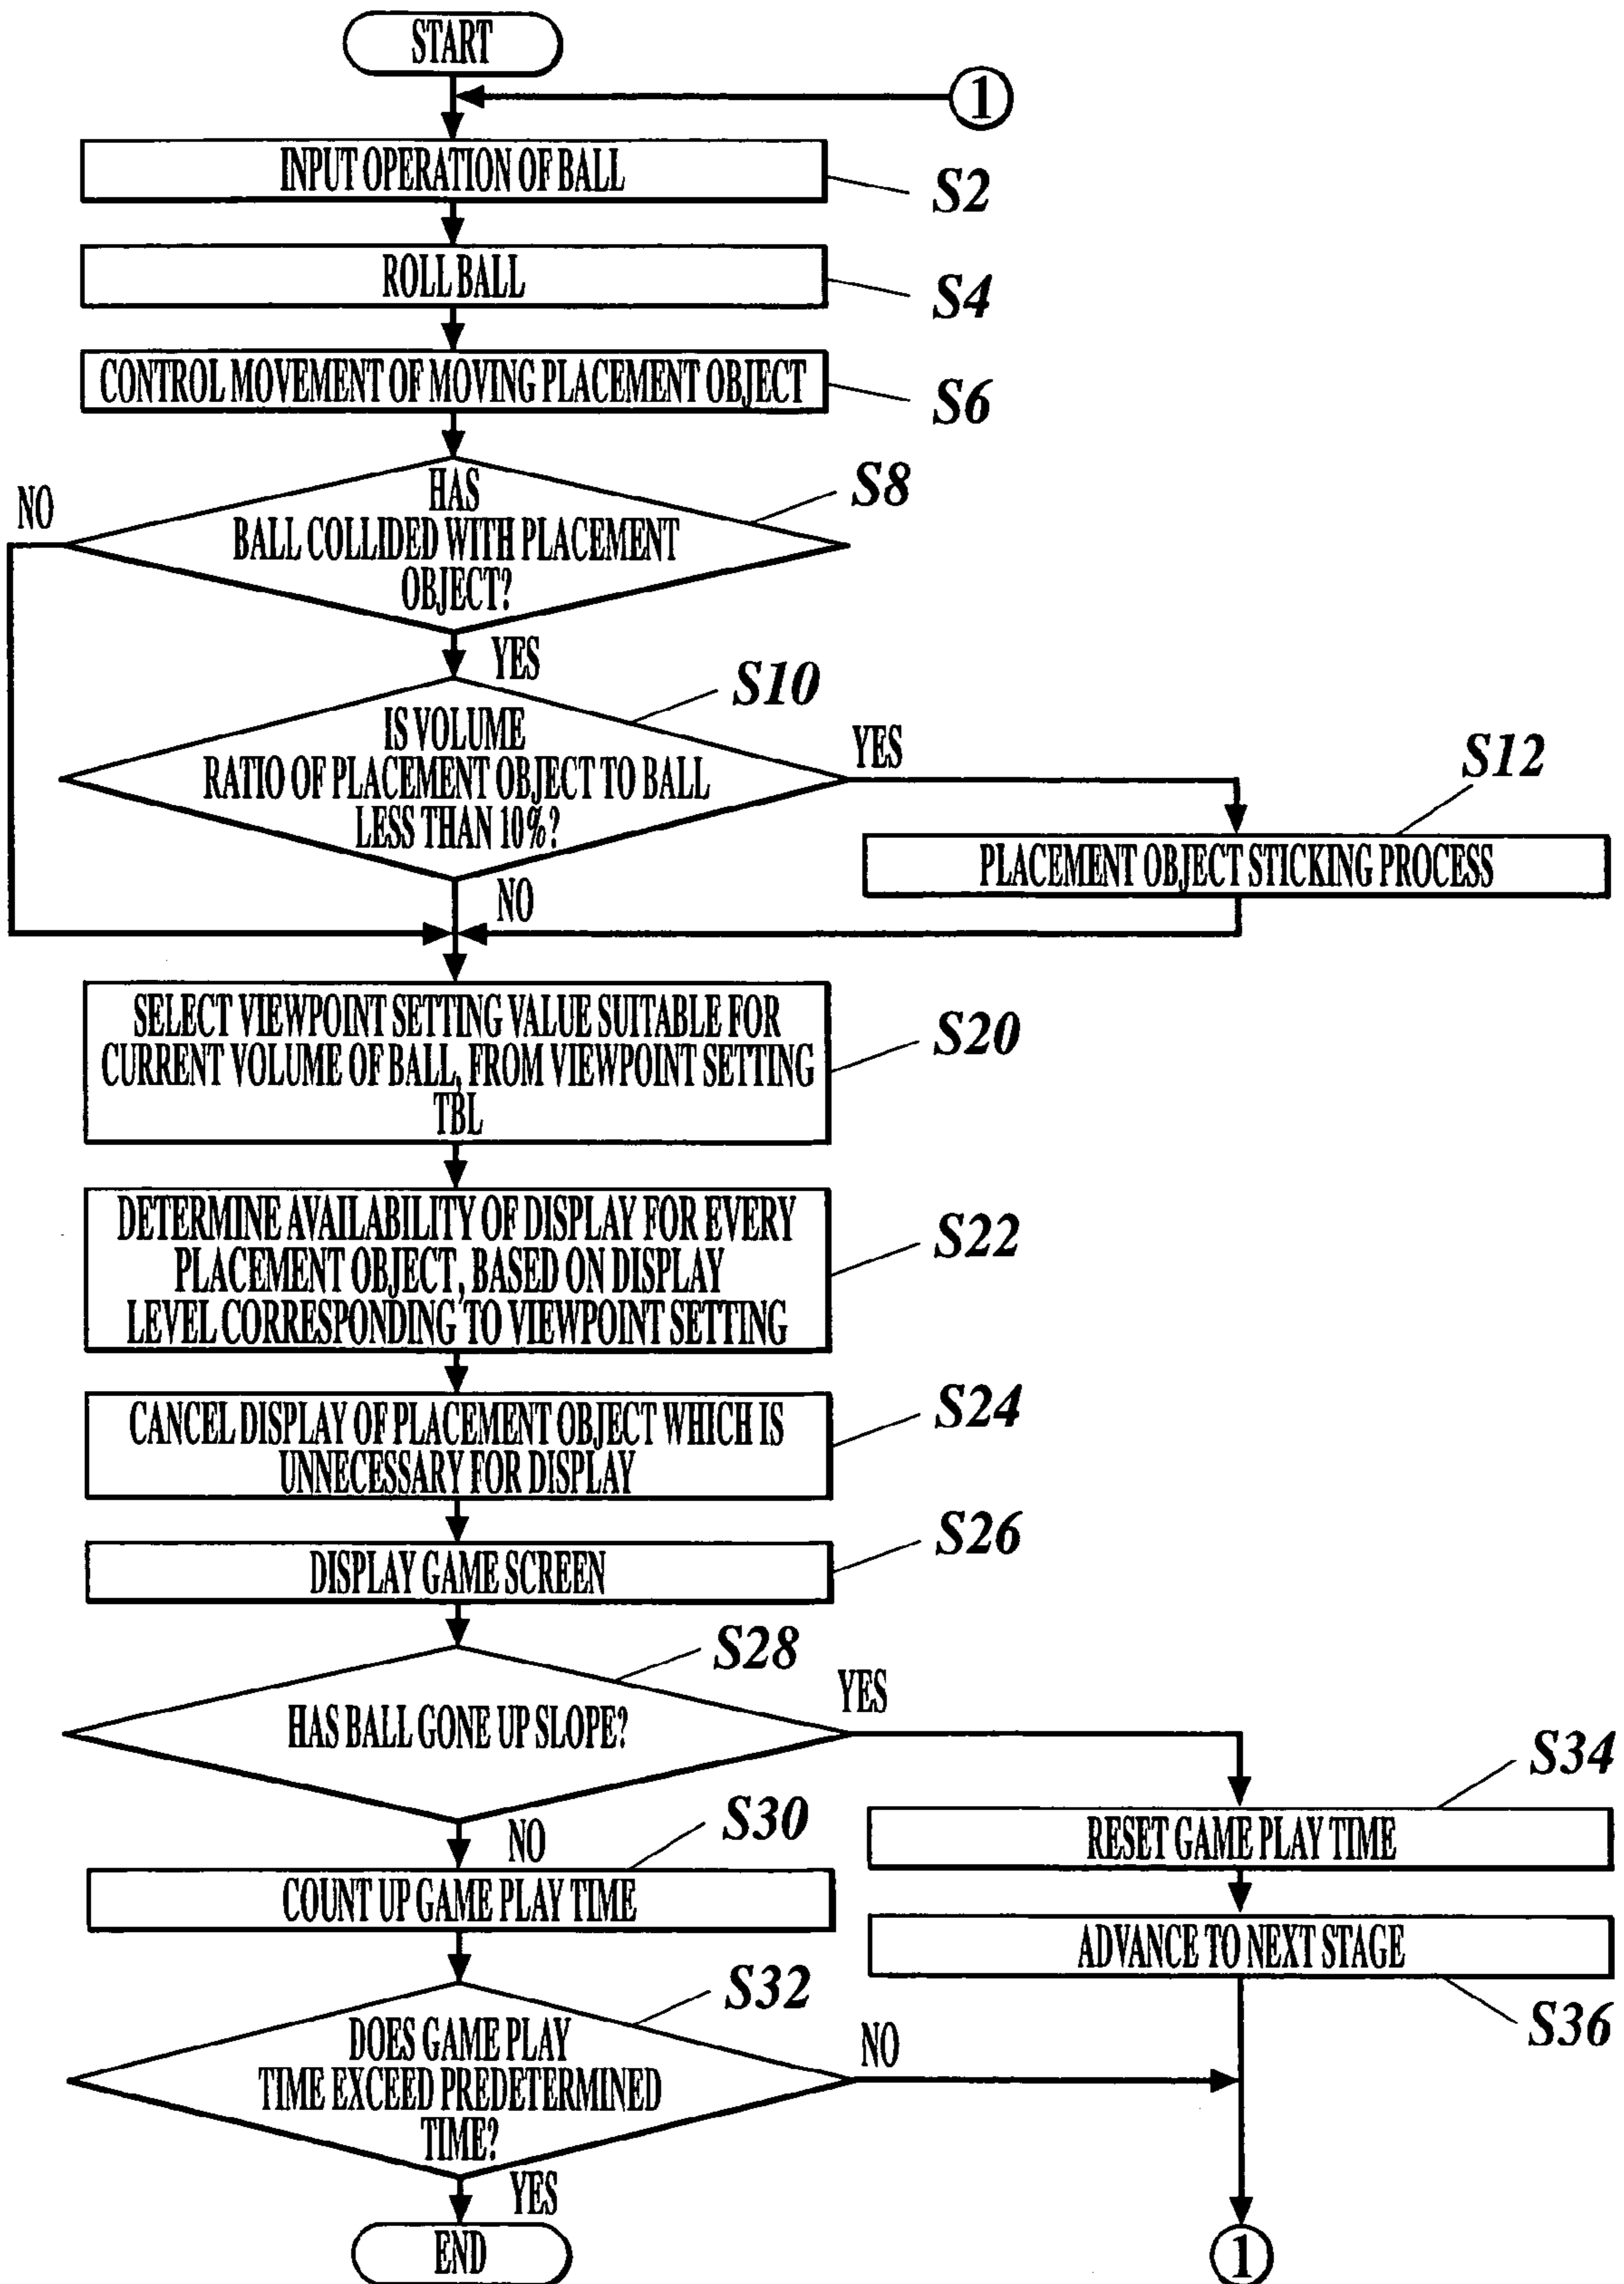 START
1
INPUT OPERATION OF BALL
S2
ROLL BALL
S4
CONTROL MOVEMENT OF MOVING PLACEMENT OBJECT
S6
HAS
BALL COLLIDED WITH PLACEMENT
OBJECT?
S8
NO
YES
IS VOLUME
RATIO OF PLACEMENT OBJECT TO BALL
LESS THAN 10%?
S10
YES
S12
PLACEMENT OBJECT STICKING PROCESS
NO
SELECT VIEWPOINT SETTING VALUE SUITABLE FOR
CURRENT VOLUME OF BALL, FROM VIEWPOINT SETTING
TBL
S20
DETERMINE AVAILABILITY OF DISPLAY FOR EVERY
PLACEMENT OBJECT, BASED ON DISPLAY
LEVEL CORRESPONDING TO VIEWPOINT SETTING
S22
CANCEL DISPLAY OF PLACEMENT OBJECT WHICH IS
UNNECESSARY FOR DISPLAY
S24
DISPLAY GAME SCREEN
S26
HAS BALL GONE UP SLOPE?
S28
YES
S34
RESET GAME PLAY TIME
NO
S30
COUNT UP GAME PLAY TIME
ADVANCE TO NEXT STAGE
S36
DOES GAME PLAY
TIME EXCEED PREDETERMINED
TIME?
S32
NO
YES
END
1